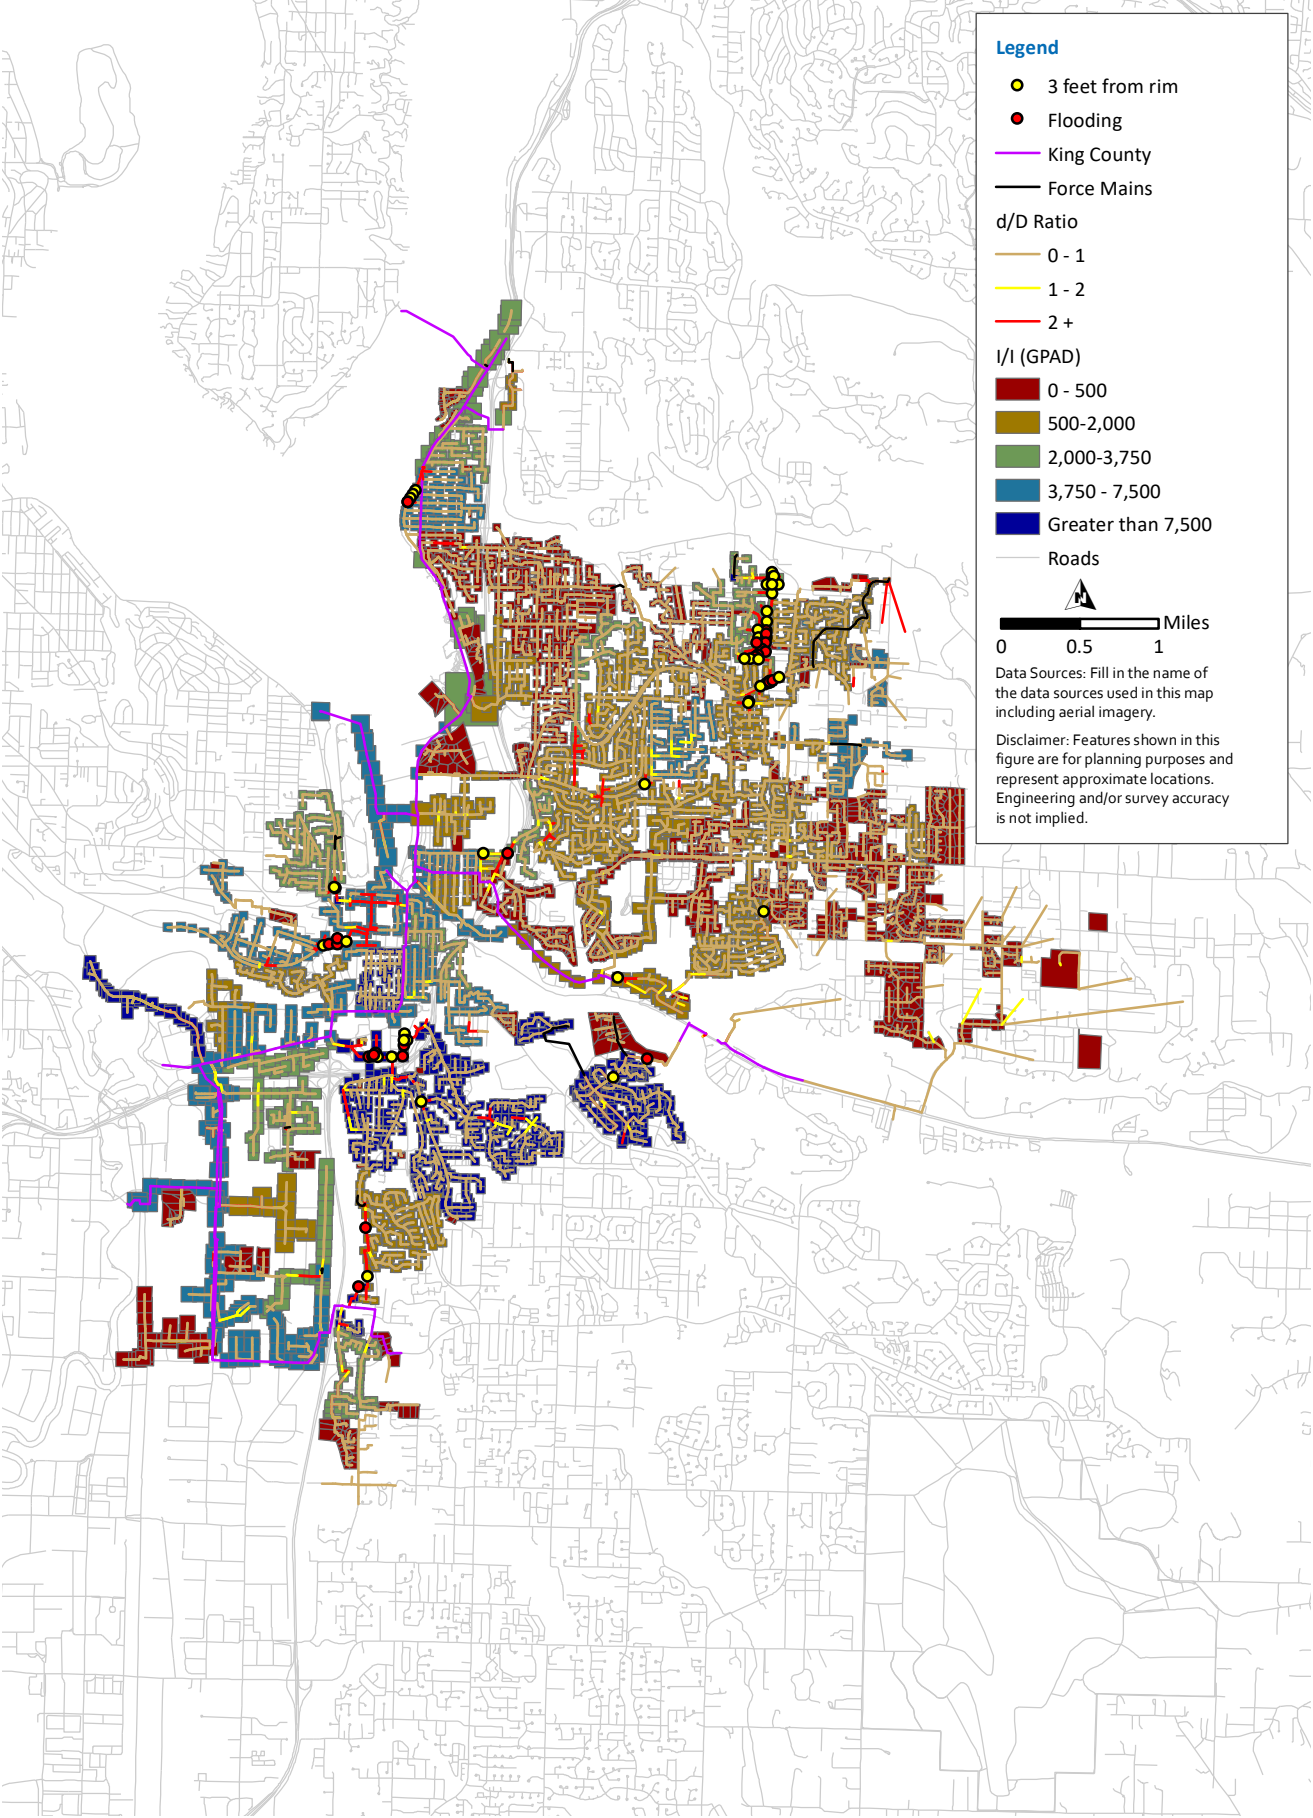 Legend
3 feet from rim
Flooding
King County
Force Mains
d/D Ratio
0 - 1
1 - 2
2 +
I/I (GPAD)
0 - 500
500-2,000
2,000-3,750
3,750 - 7,500
Greater than 7,500
Roads
N
Miles
0 0.5 1
Data Sources: Fill in the name of
the data sources used in this map
including aerial imagery.
Disclaimer: Features shown in this
figure are for planning purposes and
represent approximate locations.
Engineering and/or survey accuracy
is not implied.